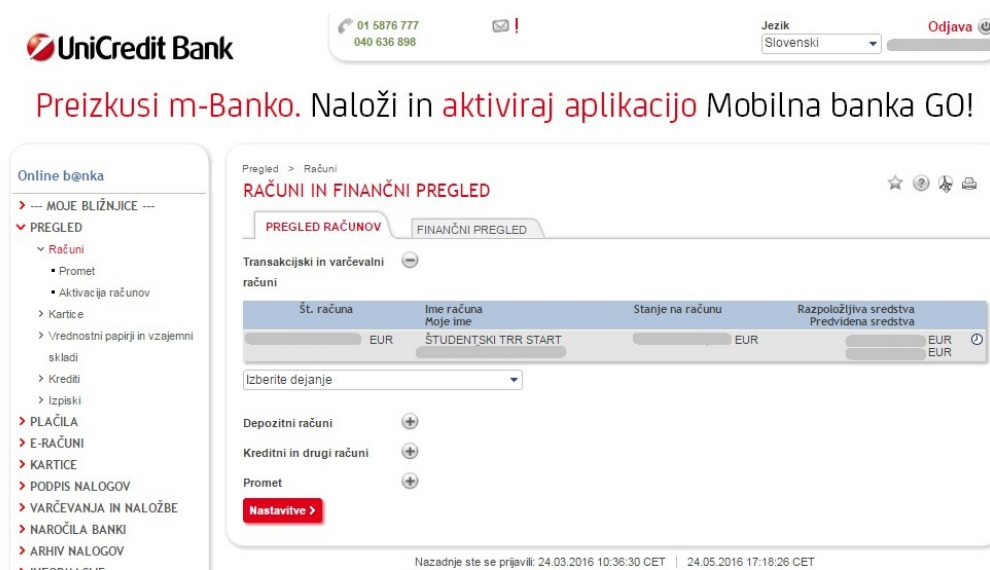 UniCredit Bank
01 5876 777
040 636 898
!
Jezik
Slovenski
Odjava
Preizkusi m-Banko. Naloži in aktiviraj aplikacijo Mobilna banka GO!
Online b@nka
--- MOJE BLIŽNJICE ---
PREGLED
Računi
Promet
Aktivacija računov
Kartice
Vrednostni papirji in vzajemni
skladi
Krediti
Izpiski
PLAČILA
E-RAČUNI
KARTICE
PODPIS NALOGOV
VARČEVANJA IN NALOŽBE
NAROČILA BANKI
ARHIV NALOGOV
Pregled > Računi
RAČUNI IN FINANČNI PREGLED
PREGLED RAČUNOV
FINANČNI PREGLED
Transakcijski in varčevalni
računi
Št. računa Ime računa Stanje na računu Razpoložljiva sredstva
Moje ime Predvidena sredstva
EUR ŠTUDENTSKI TRR START EUR EUR
EUR
Izberite dejanje
Depozitni računi
Kreditni in drugi računi
Promet
Nastavitve >
Nazadnje ste se prijavili: 24.03.2016 10:36:30 CET | 24.05.2016 17:18:26 CET